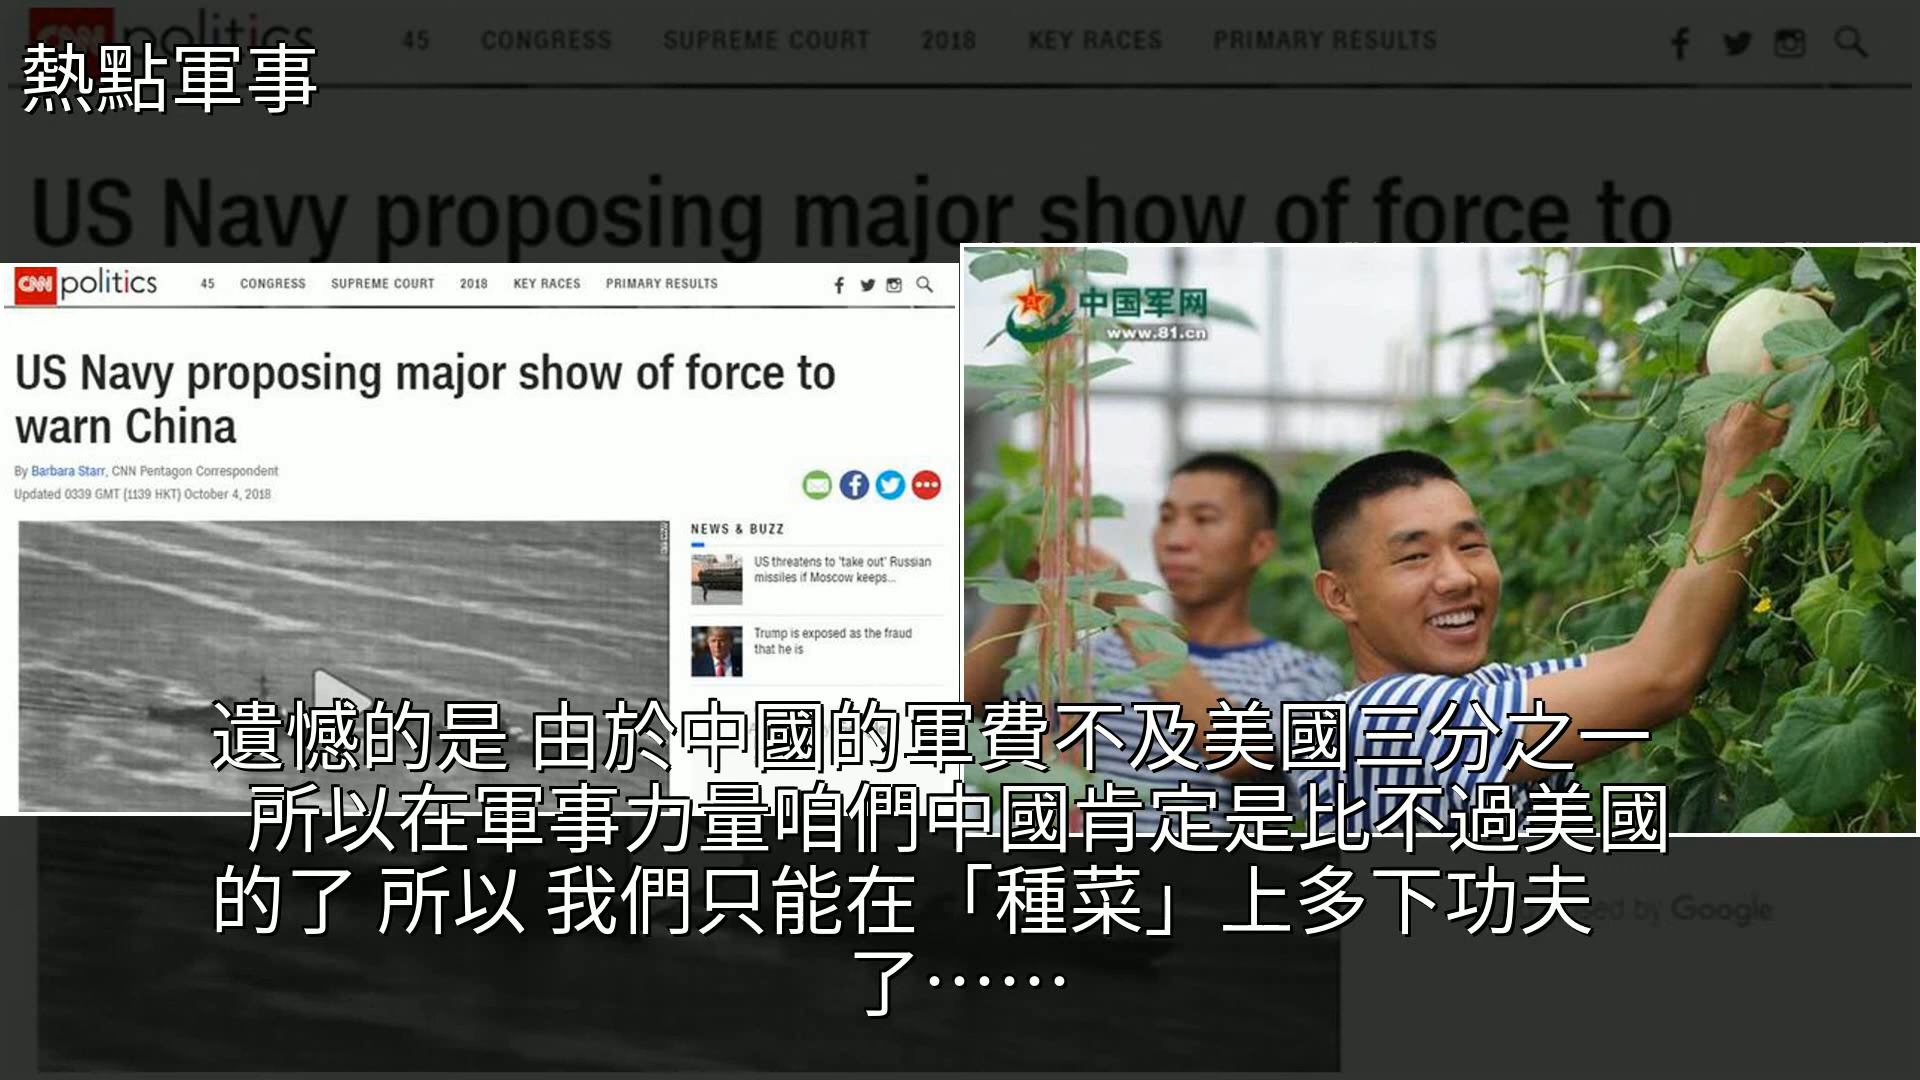 CNN politics 45 CONGRESS SUPREME COURT 2018 KEY RACES PRIMARY RESULTS
熱點軍事
US Navy proposing major show of force to
CNN politics 45 CONGRESS SUPREME COURT 2018 KEY RACES PRIMARY RESULTS
US Navy proposing major show of force to
warn China
By Barbara Starr, CNN Pentagon Correspondent
Updated 0339 GMT (1139 HKT) October 4, 2018
NEWS & BUZZ
US threatens to 'take out' Russian
missiles if Moscow keeps...
Trump is exposed as the fraud
that he is
中国军网
www.81.cn
遺憾的是 由於中國的軍費不及美國三分之一
所以在軍事力量咱們中國肯定是比不過美國
的了 所以 我們只能在「種菜」上多下功夫
了……
by Google